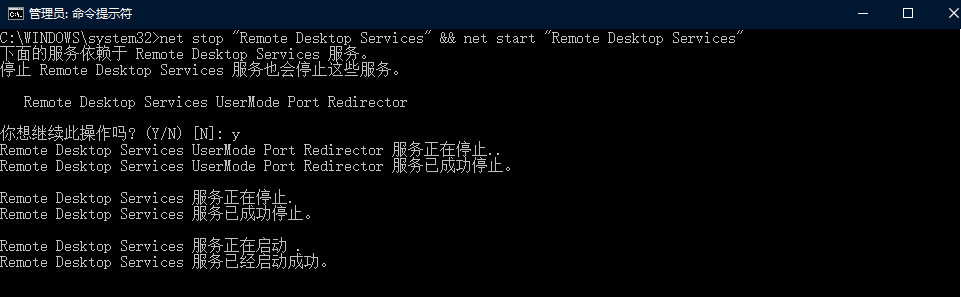 管理员: 命令提示符
C:\WINDOWS\system32>net stop "Remote Desktop Services" && net start "Remote Desktop Services"
下面的服务依赖于 Remote Desktop Services 服务。
停止 Remote Desktop Services 服务也会停止这些服务。
Remote Desktop Services UserMode Port Redirector
你想继续此操作吗? (Y/N) [N]: y
Remote Desktop Services UserMode Port Redirector 服务正在停止..
Remote Desktop Services UserMode Port Redirector 服务已成功停止。
Remote Desktop Services 服务正在停止.
Remote Desktop Services 服务已成功停止。
Remote Desktop Services 服务正在启动 .
Remote Desktop Services 服务已经启动成功。